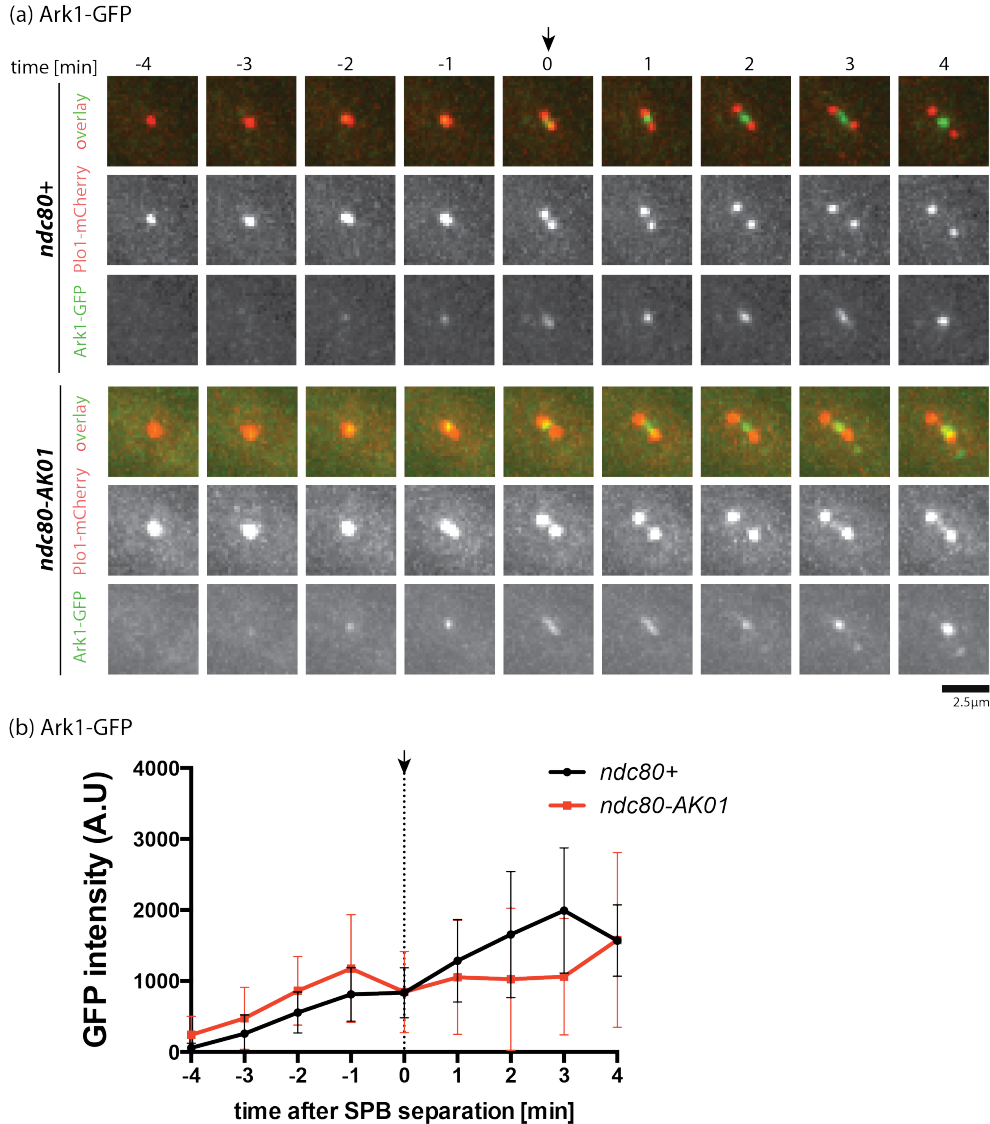 (a) Ark1-GFP
time [min] -4 -3 -2 -1 0 1 2 3 4
ndc80+
overlay
Plo1-mCherry
Ark1-GFP
ndc80-AK01
overlay
Plo1-mCherry
Ark1-GFP
2.5µm
(b) Ark1-GFP
GFP intensity (A.U)
4000
3000
2000
1000
0
ndc80+
ndc80-AK01
-4 -3 -2 -1 0 1 2 3 4
time after SPB separation [min]